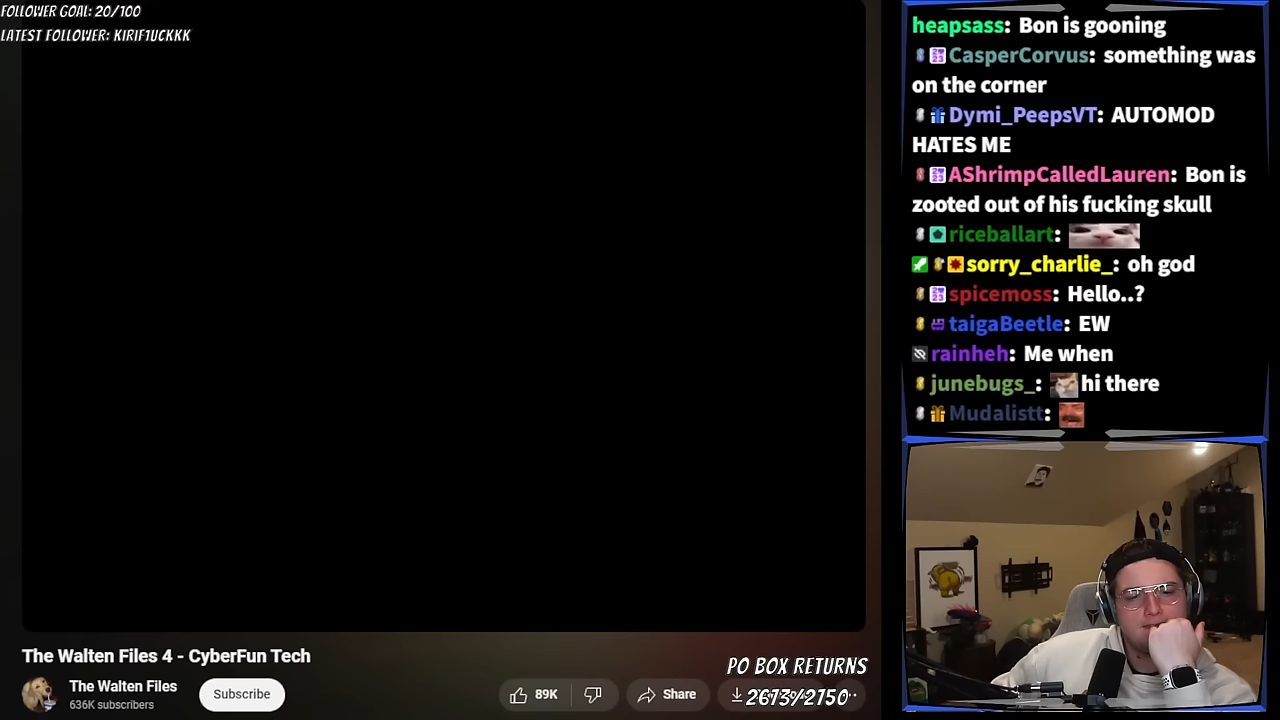 FOLLOWER GOAL: 20/100
LATEST FOLLOWER: KIRIF1UCKKK
heapsass: Bon is gooning
CasperCorvus: something was
on the corner
Dymi_PeepsVT: AUTOMOD
HATES ME
AShrimpCalledLauren: Bon is
zooted out of his fucking skull
riceballart:
sorry_charlie_: oh god
spicemoss: Hello..?
taigaBeetle: EW
rainheh: Me when
junebugs_: hi there
Mudalistt:
The Walten Files 4 - CyberFun Tech
The Walten Files
636K subscribers
Subscribe
89K
Share
PO BOX RETURNS
2673/2750